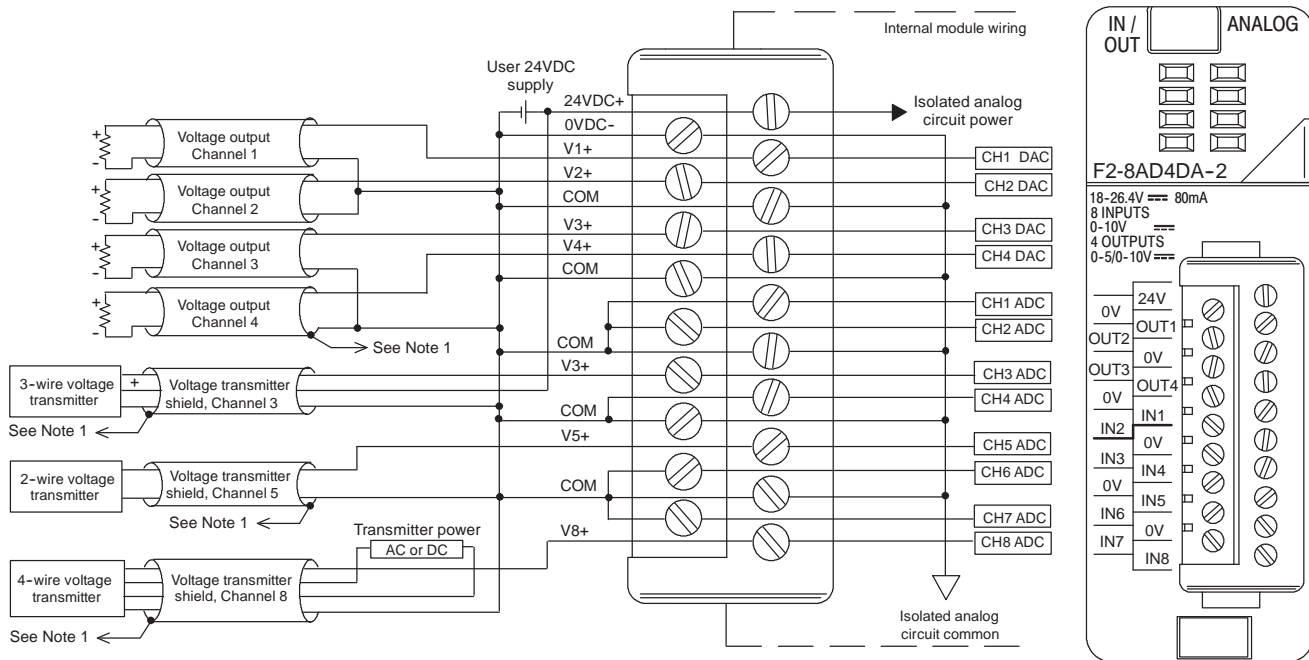 Internal module wiring
User 24VDC
supply
24VDC+
0VDC-
V1+
V2+
COM
V3+
V4+
COM
COM
V3+
COM
V5+
COM
V8+
Isolated analog
circuit power
CH1 DAC
CH2 DAC
CH3 DAC
CH4 DAC
CH1 ADC
CH2 ADC
CH3 ADC
CH4 ADC
CH5 ADC
CH6 ADC
CH7 ADC
CH8 ADC
Isolated analog
circuit common
+
-
Voltage output
Channel 1
+
-
Voltage output
Channel 2
+
-
Voltage output
Channel 3
+
-
Voltage output
Channel 4
See Note 1
3-wire voltage
transmitter
+
Voltage transmitter
shield, Channel 3
See Note 1
2-wire voltage
transmitter
Voltage transmitter
shield, Channel 5
See Note 1
Transmitter power
AC or DC
4-wire voltage
transmitter
Voltage transmitter
shield, Channel 8
See Note 1
IN /
OUT
ANALOG
F2-8AD4DA-2
18-26.4V 80mA
8 INPUTS
0-10V
4 OUTPUTS
0-5/0-10V
24V
0V
OUT1
OUT2
0V
OUT3
OUT4
0V
IN1
IN2
0V
IN3
IN4
0V
IN5
IN6
0V
IN7
IN8